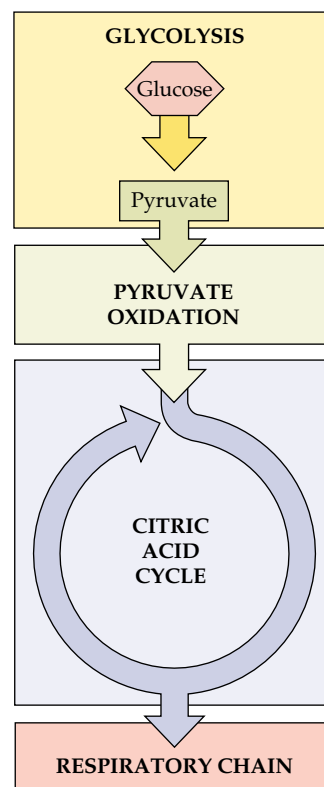 GLYCOLYSIS
Glucose
Pyruvate
PYRUVATE
OXIDATION
CITRIC
ACID
CYCLE
RESPIRATORY CHAIN